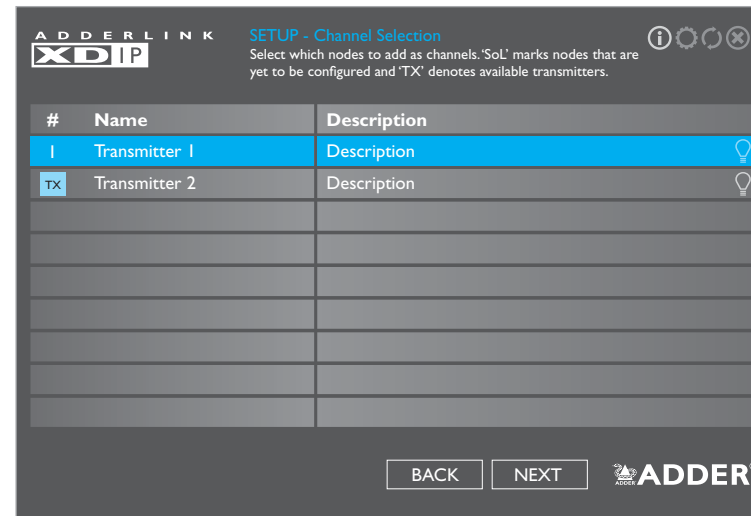 ADDERLINK
XDIP
SETUP - Channel Selection
Select which nodes to add as channels. ‘SoL’ marks nodes that are
yet to be configured and ‘TX’ denotes available transmitters.
# Name Description
1 Transmitter 1 Description
TX Transmitter 2 Description
BACK NEXT
ADDER ADDER